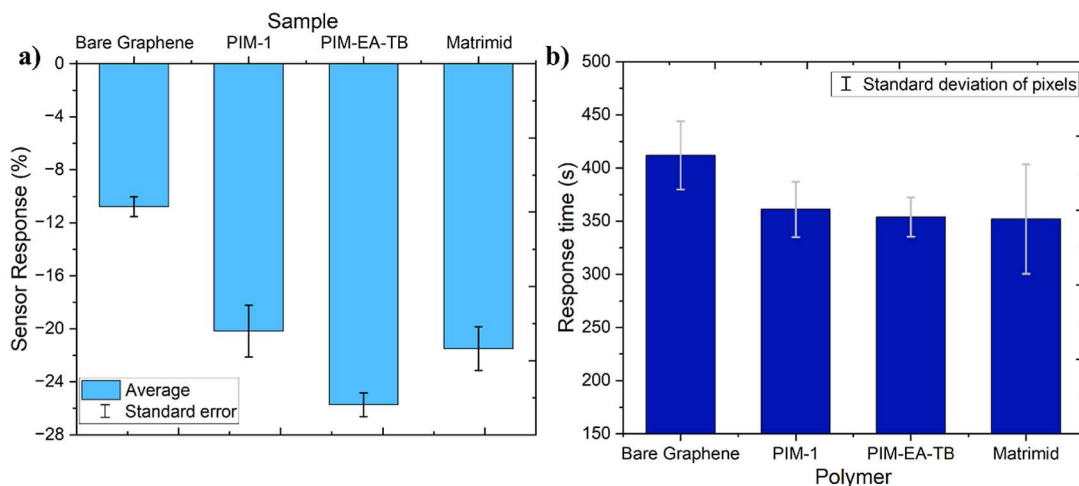 a)
Sample
Bare Graphene PIM-1 PIM-EA-TB Matrimid
Sensor Response (%)
0
−4
−8
−12
−16
−20
−24
−28
Average
Standard error
b)
Standard deviation of pixels
Response time (s)
500
450
400
350
300
250
200
150
Bare Graphene PIM-1 PIM-EA-TB Matrimid
Polymer